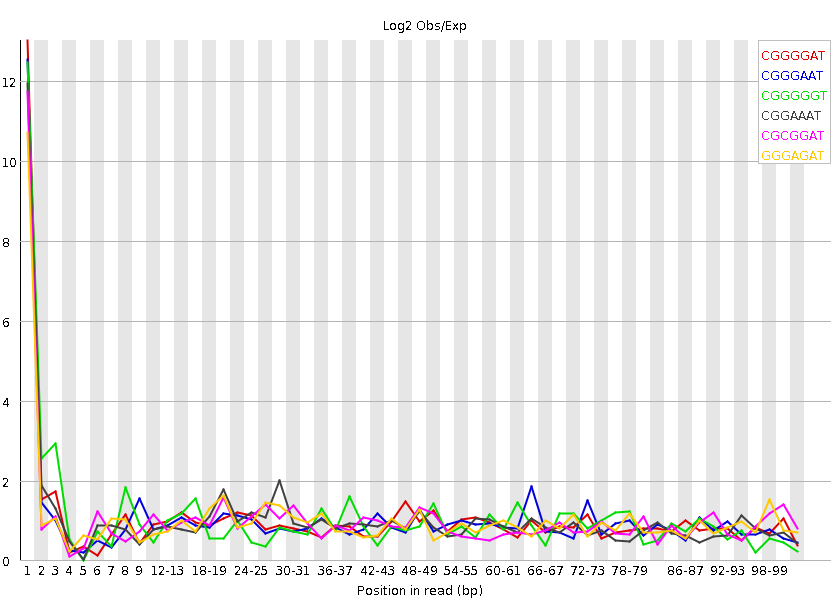 Log2 Obs/Exp
CGGGGAT
CGGGAAT
CGGGGGT
CGGAAAT
CGCGGAT
GGGAGAT
12
10
8
6
4
2
0
1 2 3 4 5 6 7 8 9 12-13 18-19 24-25 30-31 36-37 42-43 48-49 54-55 60-61 66-67 72-73 78-79 86-87 92-93 98-99
Position in read (bp)